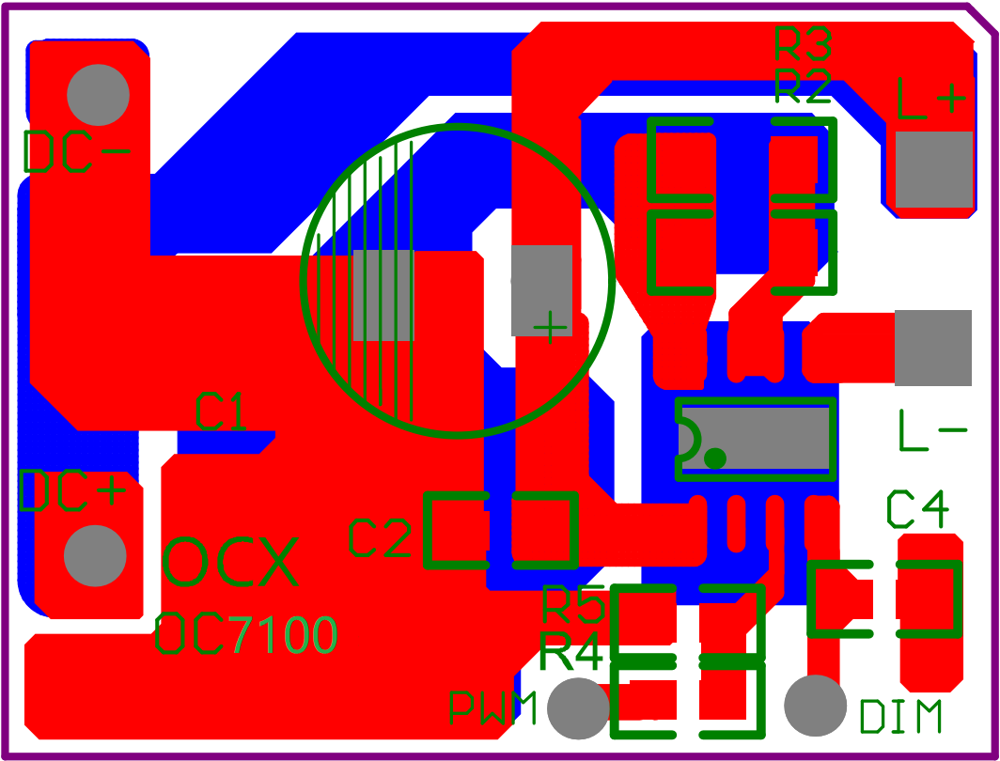 R3
R2
L+
DC-
+
C1
L-
DC+
C4
C2
OCX
OC7100
R5
R4
PWM
DIM